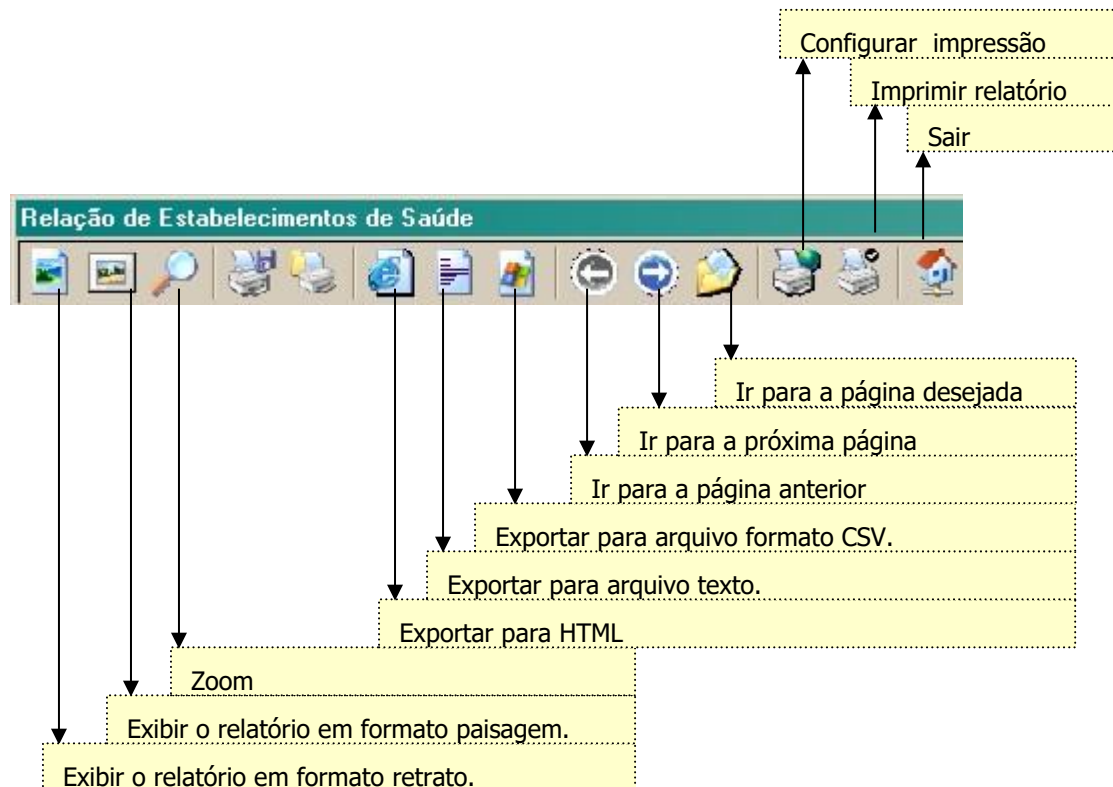 Configurar impressão
Imprimir relatório
Sair
Relação de Estabelecimentos de Saúde
Ir para a página desejada
Ir para a próxima página
Ir para a página anterior
Exportar para arquivo formato CSV.
Exportar para arquivo texto.
Exportar para HTML
Zoom
Exibir o relatório em formato paisagem.
Exibir o relatório em formato retrato.